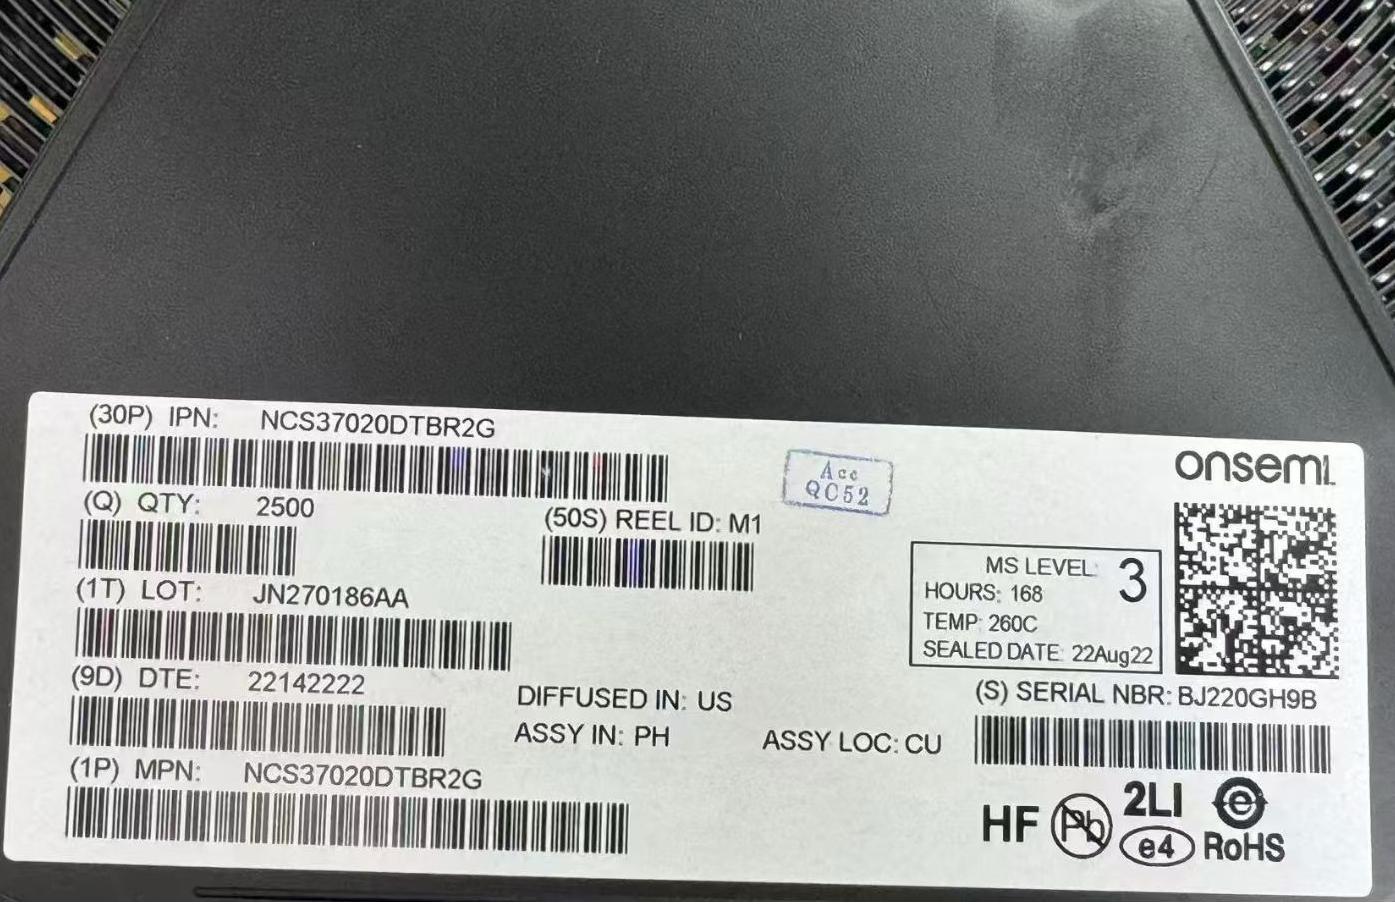 (30P) IPN: NCS37020DTBR2G
(Q) QTY: 2500
(50S) REEL ID: M1
(1T) LOT: JN270186AA
(9D) DTE: 22142222
DIFFUSED IN: US
ASSY IN: PH
ASSY LOC: CU
(1P) MPN: NCS37020DTBR2G
Acc
QC52
onsemi
MS LEVEL: 3
HOURS: 168
TEMP: 260C
SEALED DATE: 22Aug22
(S) SERIAL NBR: BJ220GH9B
HF
Pb
2LI
e4
e
RoHS